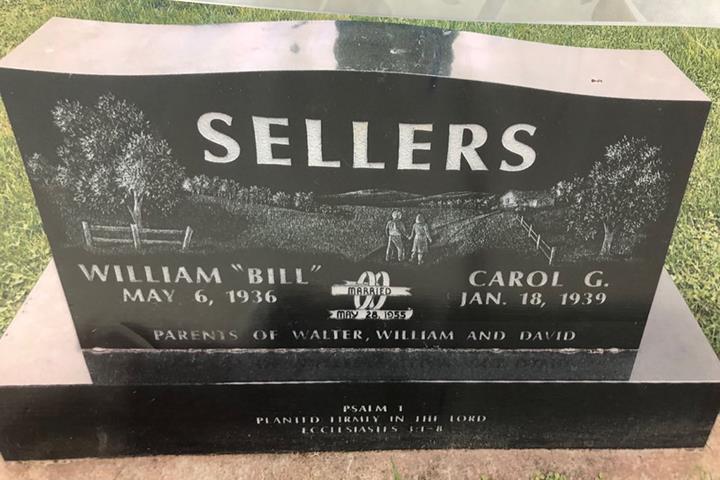 SELLERS
WILLIAM "BILL"
MAY 6, 1936
MARRIED
MAY 28, 1955
CAROL G.
JAN. 18, 1939
PARENTS OF WALTER, WILLIAM AND DAVID
PSALM 1
PLANTED FIRMLY IN THE LORD
ECCLESIASTES 3:1-8